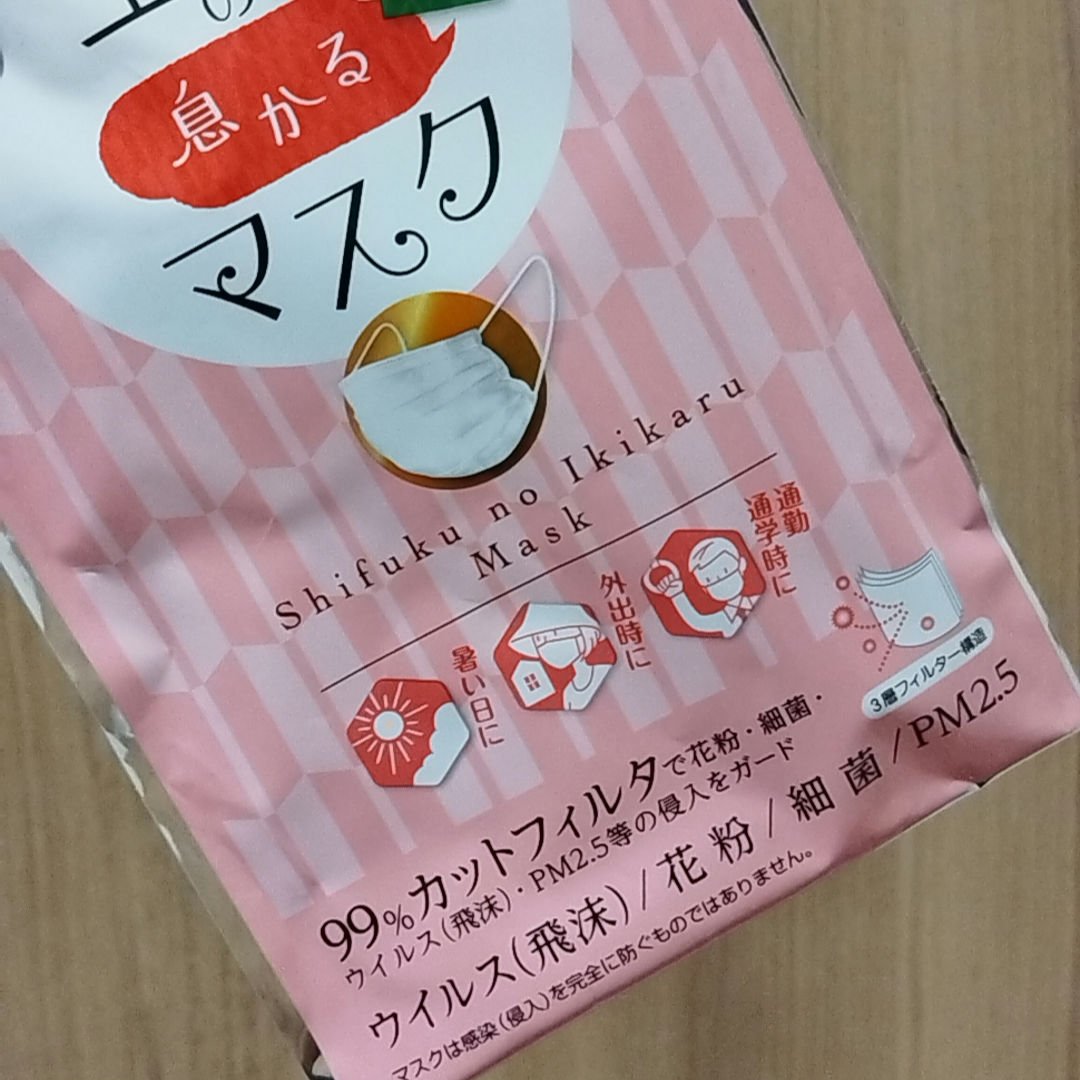 の
息かる
マスク
Shifuku no Ikikaru
Mask
暑い日に
外出時に
通勤
通学時に
3層フィルター構造
99%カットフィルタで花粉・細菌・
ウイルス(飛沫)・PM2.5等の侵入をガード
ウイルス(飛沫)/花粉/細菌/PM2.5
マスクは感染(侵入)を完全に防ぐものではありません。